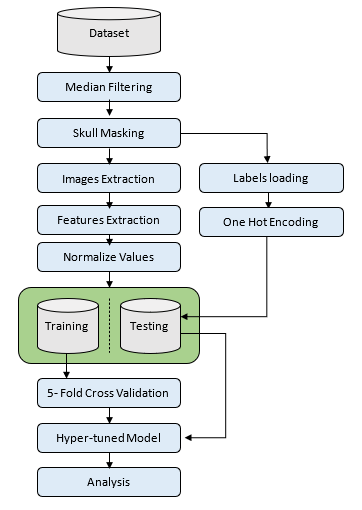 Dataset
Median Filtering
Skull Masking
Images Extraction
Labels loading
Features Extraction
One Hot Encoding
Normalize Values
Training
Testing
5- Fold Cross Validation
Hyper-tuned Model
Analysis